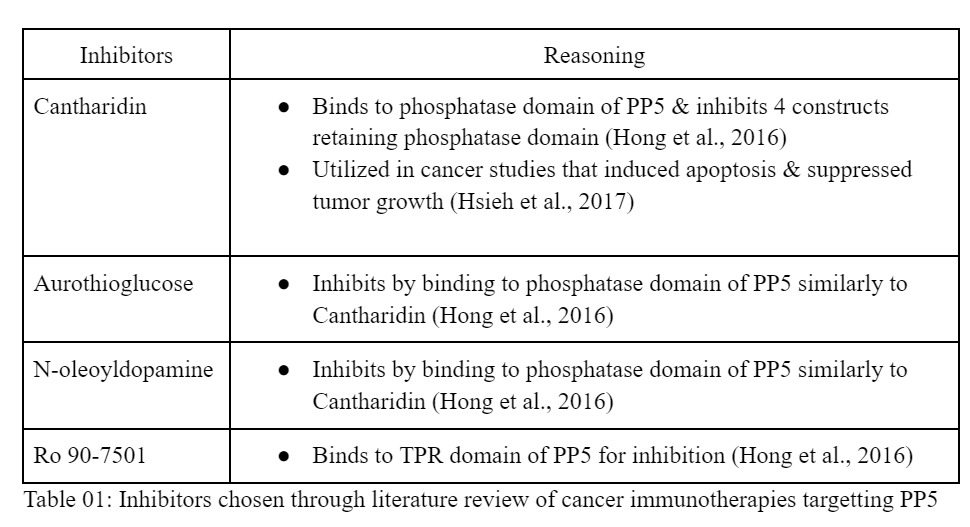 Inhibitors Reasoning
Cantharidin ● Binds to phosphatase domain of PP5 & inhibits 4 constructs
retaining phosphatase domain (Hong et al., 2016)
● Utilized in cancer studies that induced apoptosis & suppressed
tumor growth (Hsieh et al., 2017)
Aurothioglucose ● Inhibits by binding to phosphatase domain of PP5 similarly to
Cantharidin (Hong et al., 2016)
N-oleoyldopamine ● Inhibits by binding to phosphatase domain of PP5 similarly to
Cantharidin (Hong et al., 2016)
Ro 90-7501 ● Binds to TPR domain of PP5 for inhibition (Hong et al., 2016)
Table 01: Inhibitors chosen through literature review of cancer immunotherapies targetting PP5